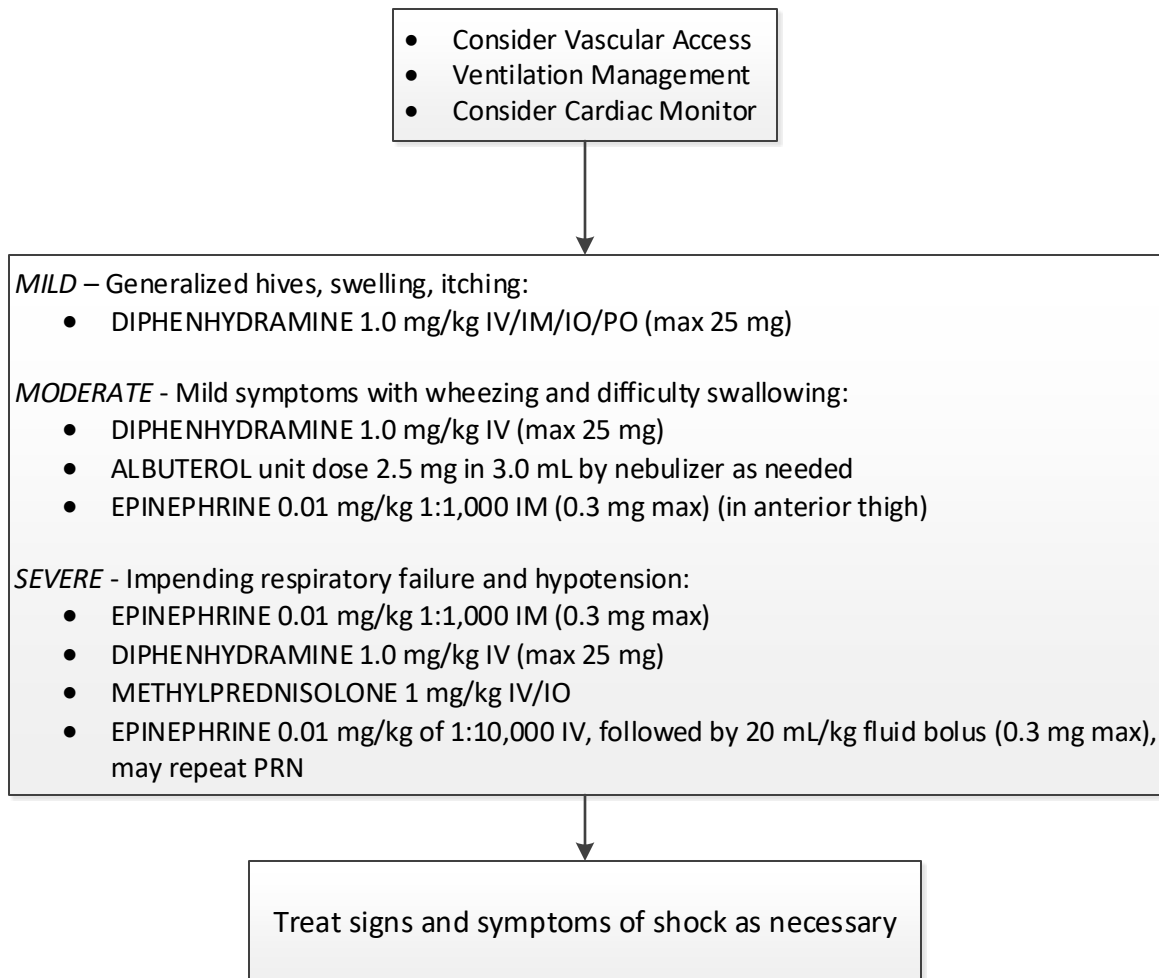 • Consider Vascular Access
• Ventilation Management
• Consider Cardiac Monitor
MILD – Generalized hives, swelling, itching:
• DIPHENHYDRAMINE 1.0 mg/kg IV/IM/IO/PO (max 25 mg)
MODERATE - Mild symptoms with wheezing and difficulty swallowing:
• DIPHENHYDRAMINE 1.0 mg/kg IV (max 25 mg)
• ALBUTEROL unit dose 2.5 mg in 3.0 mL by nebulizer as needed
• EPINEPHRINE 0.01 mg/kg 1:1,000 IM (0.3 mg max) (in anterior thigh)
SEVERE - Impending respiratory failure and hypotension:
• EPINEPHRINE 0.01 mg/kg 1:1,000 IM (0.3 mg max)
• DIPHENHYDRAMINE 1.0 mg/kg IV (max 25 mg)
• METHYLPREDNISOLONE 1 mg/kg IV/IO
• EPINEPHRINE 0.01 mg/kg of 1:10,000 IV, followed by 20 mL/kg fluid bolus (0.3 mg max),
may repeat PRN
Treat signs and symptoms of shock as necessary